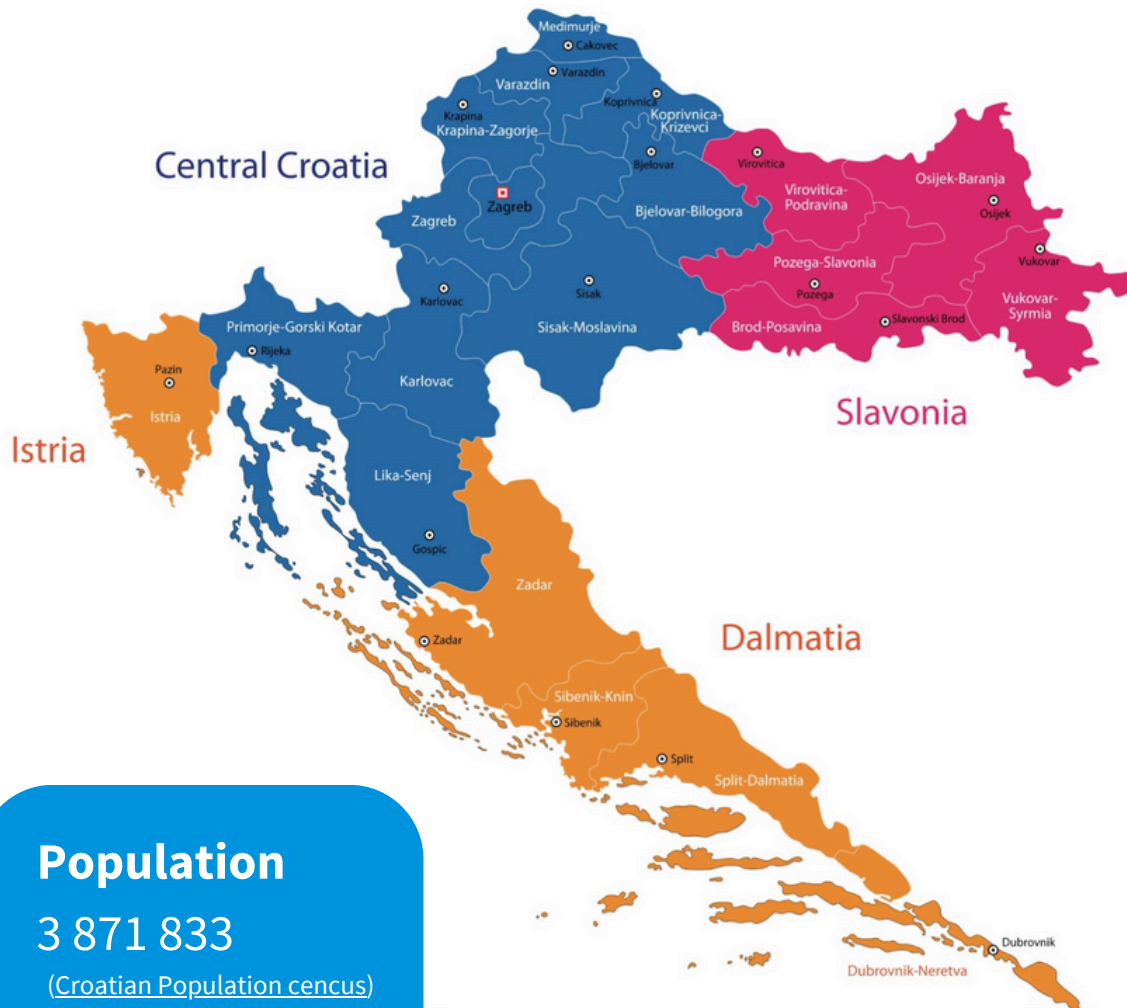 Medimurje
Cakovec
Varazdin
Varazdin
Krapina
Krapina-Zagorje
Koprivnica
Koprivnica-
Krizevci
Bjelovar
Central Croatia
Virovitica
Virovitica-
Podravina
Osijek-Baranja
Osijek
Zagreb
Zagreb
Bjelovar-Bilogora
Vukovar
Pozega-Slavonia
Pozega
Vukovar-
Syrmia
Karlovac
Sisak
Sisak-Moslavina
Brod-Posavina
Slavonski Brod
Primorje-Gorski Kotar
Rijeka
Pazin
Istria
Karlovac
Slavonia
Istria
Lika-Senj
Gospic
Zadar
Zadar
Dalmatia
Sibenik-Knin
Sibenik
Split
Split-Dalmatia
Dubrovnik
Dubrovnik-Neretva
Population
3 871 833
(Croatian Population cencus)